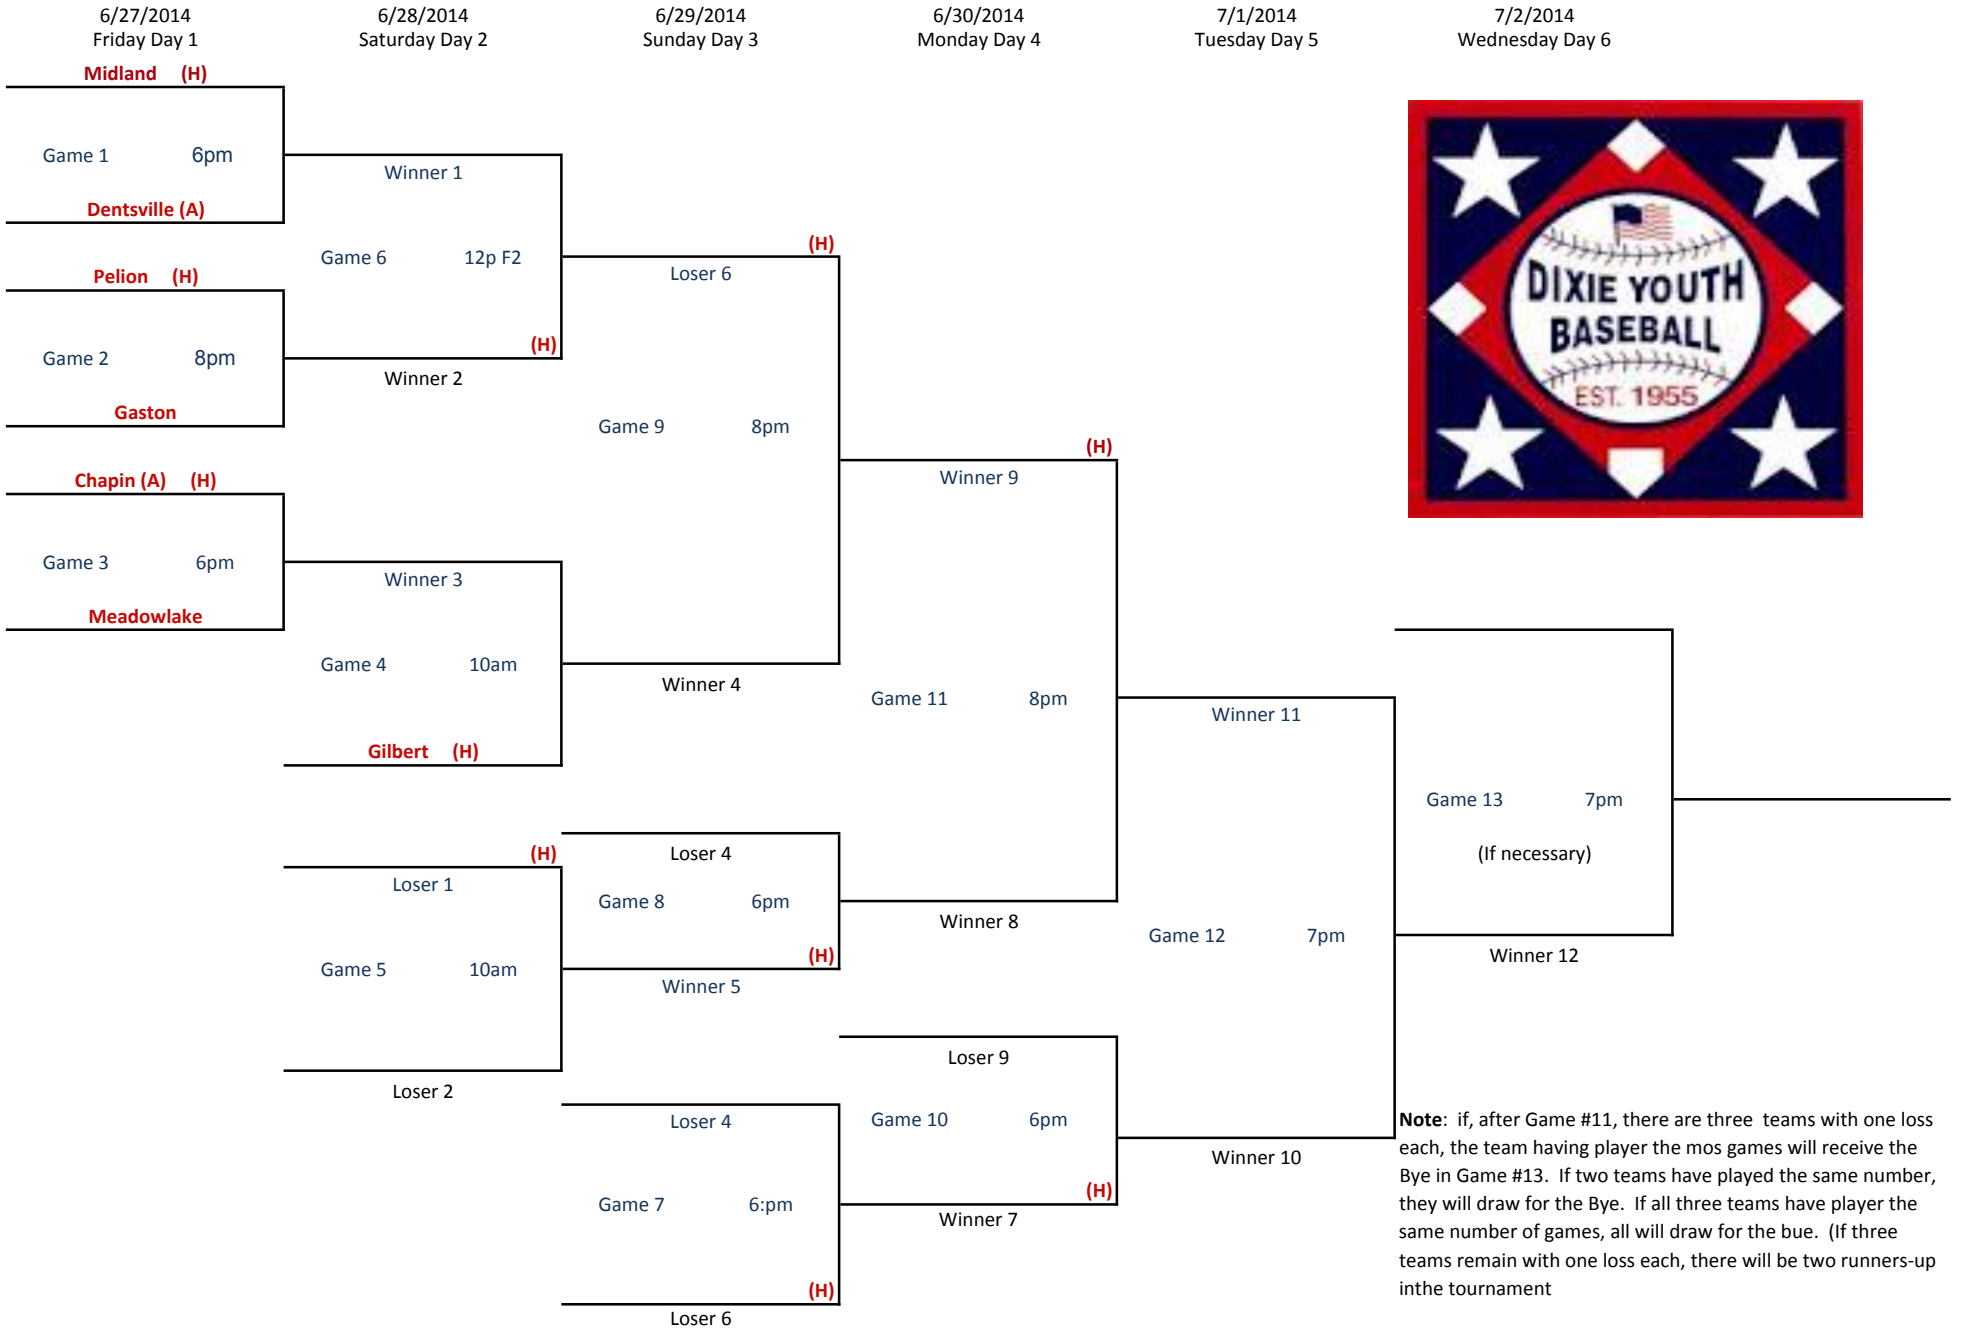 6/27/2014
Friday Day 1
6/28/2014
Saturday Day 2
6/29/2014
Sunday Day 3
6/30/2014
Monday Day 4
7/1/2014
Tuesday Day 5
7/2/2014
Wednesday Day 6
Midland (H)
Game 1 6pm
Dentsville (A)
Pelion (H)
Game 2 8pm
Gaston
Chapin (A) (H)
Game 3 6pm
Meadowlake
Winner 1
Game 6 12p F2
(H)
Winner 2
Winner 3
Game 4 10am
Gilbert (H)
(H)
Loser 1
Game 5 10am
Loser 2
(H)
Loser 6
Game 9 8pm
Winner 4
Loser 4
Game 8 6pm
(H)
Winner 5
Loser 4
Game 7 6:pm
(H)
Loser 6
(H)
Winner 9
Game 11 8pm
Winner 8
Loser 9
Game 10 6pm
(H)
Winner 7
Winner 11
Game 12 7pm
Winner 10
Game 13 7pm
(If necessary)
Winner 12
DIXIE YOUTH
BASEBALL
EST. 1955
Note: if, after Game #11, there are three teams with one loss
each, the team having player the mos games will receive the
Bye in Game #13. If two teams have played the same number,
they will draw for the Bye. If all three teams have player the
same number of games, all will draw for the bue. (If three
teams remain with one loss each, there will be two runners-up
inthe tournament